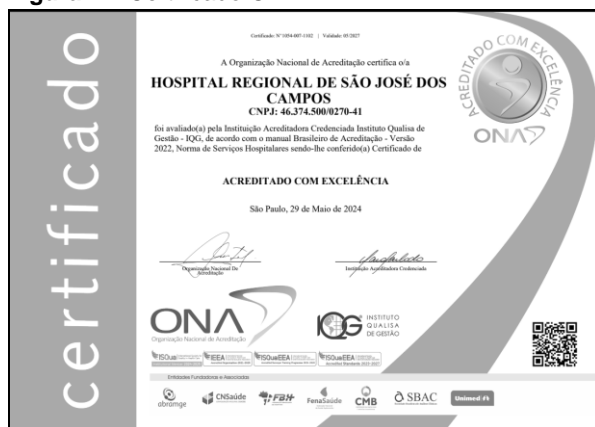 certificado
Certificado: N°1054-007-1102 | Validade: 05/2027
A Organização Nacional de Acreditação certifica o/a
HOSPITAL REGIONAL DE SÃO JOSÉ DOS
CAMPOS
CNPJ: 46.374.500/0270-41
foi avaliado(a) pela Instituição Acreditadora Credenciada Instituto Qualisa de
Gestão - IQG, de acordo com o manual Brasileiro de Acreditação - Versão
2022, Norma de Serviços Hospitalares sendo-lhe conferido(a) Certificado de
ACREDITADO COM EXCELÊNCIA
São Paulo, 29 de Maio de 2024
Organização Nacional De
Acreditação
Instituição Acreditadora Credenciada
ACREDITADO COM EXCELÊNCIA
ONA
ONA
Organização Nacional de Acreditação
IQG INSTITUTO
QUALISA
DE GESTÃO
ISQua
IEEA
ISQuaEEA
ISQuaEEA
Entidades Fundadoras e Associadas
abramge
CNSaúde
FBH
FenaSaúde
CMB
SBAC
Unimed